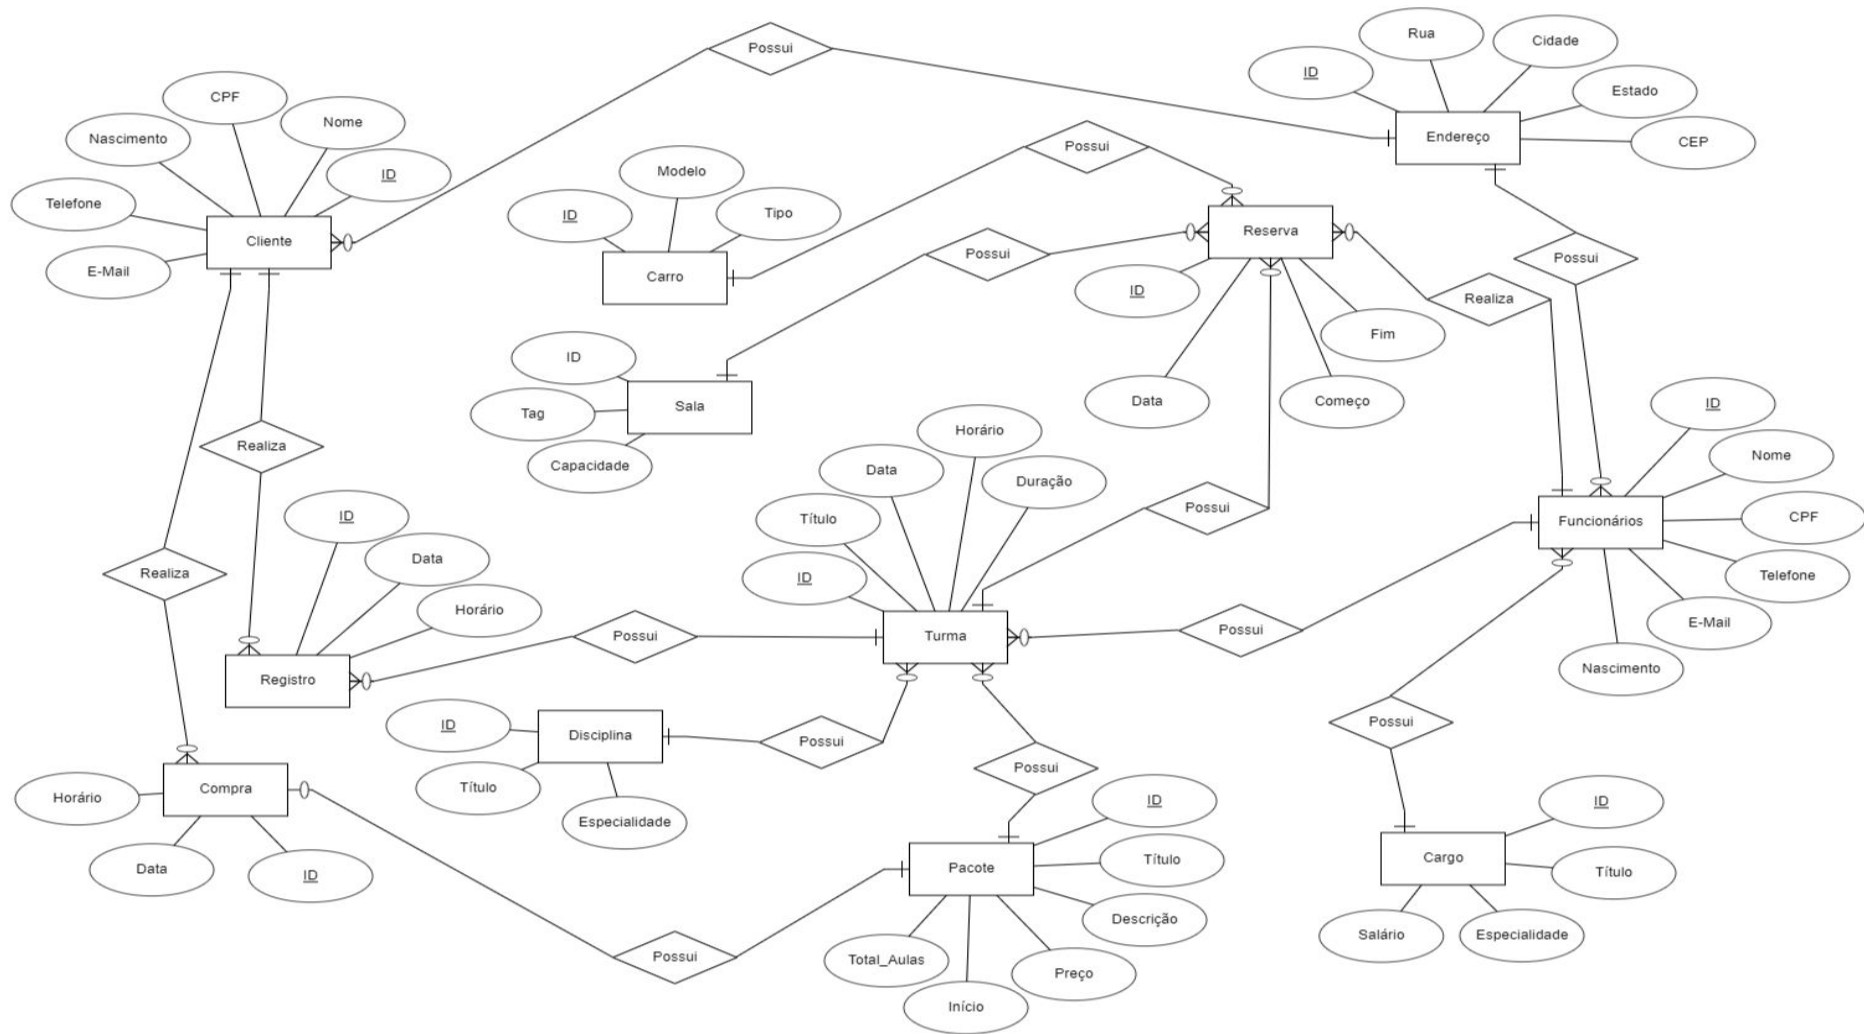 Possui
Rua
Cidade
ID
Estado
CEP
Endereço
CPF
Nome
Nascimento
ID
Telefone
E-Mail
Cliente
Possui
Modelo
ID
Tipo
Carro
Reserva
Possui
ID
Fim
Data
Começo
Possui
Realiza
ID
Tag
Sala
Capacidade
Realiza
Horário
Data
Duração
Título
ID
Possui
ID
Nome
CPF
Funcionários
Telefone
E-Mail
Nascimento
ID
Data
Horário
Realiza
Possui
Turma
Possui
Registro
ID
Disciplina
Título
Especialidade
Possui
Possui
Possui
Compra
Horário
Data
ID
ID
Título
Pacote
Descrição
Total_Aulas
Preço
Início
Possui
ID
Cargo
Título
Salário
Especialidade